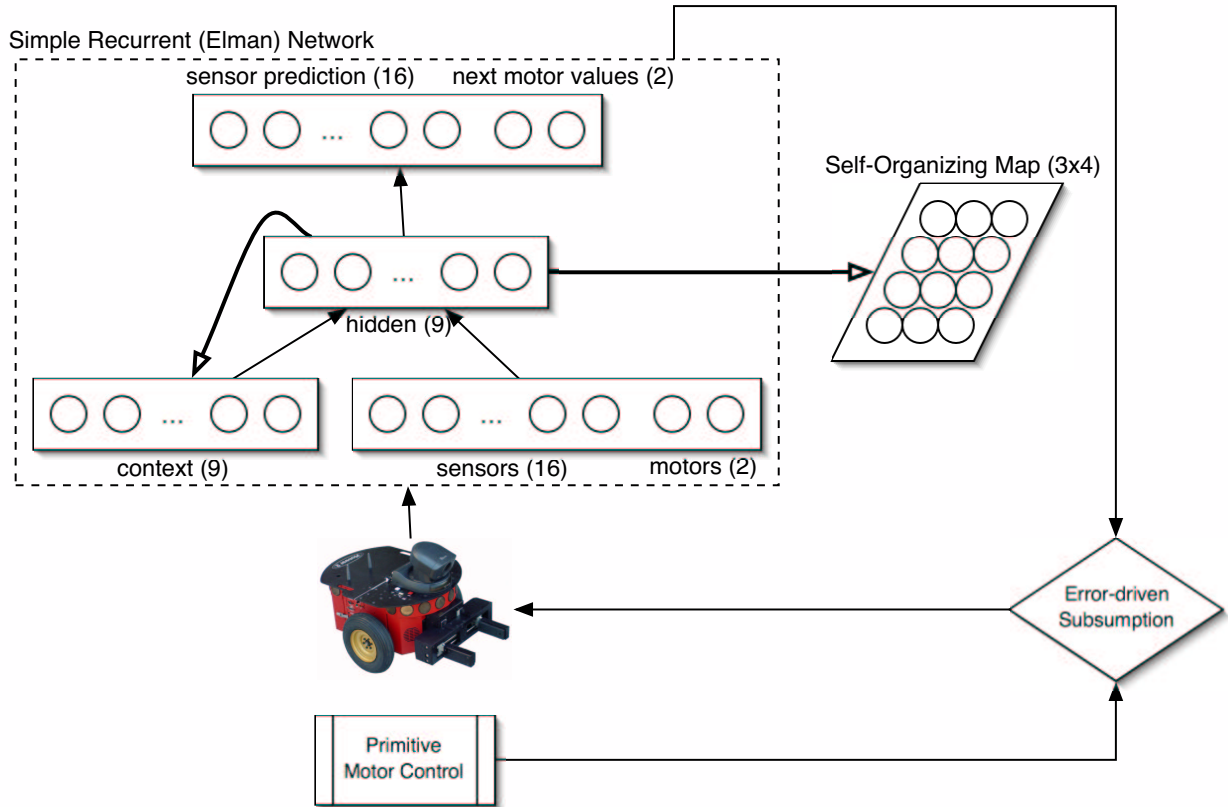 Simple Recurrent (Elman) Network
sensor prediction (16)
next motor values (2)
...
Self-Organizing Map (3x4)
...
hidden (9)
...
...
context (9)
sensors (16)
motors (2)
Error-driven
Subsumption
Primitive
Motor Control